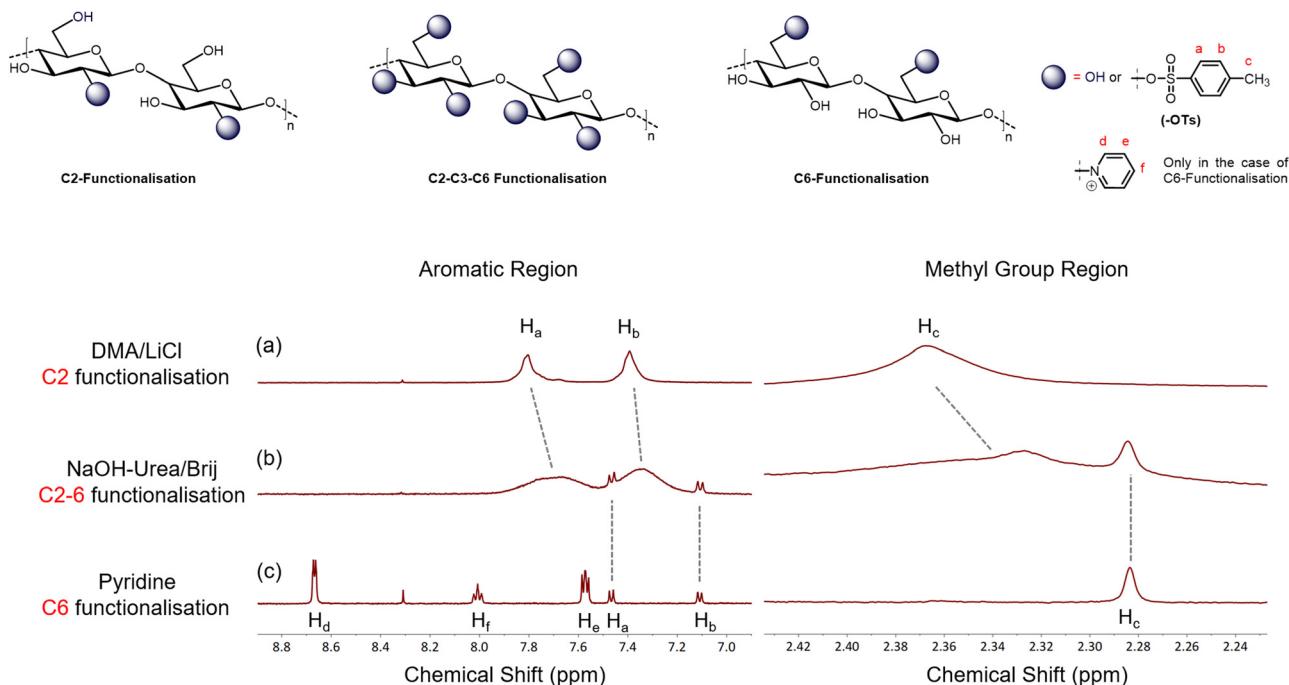 OH
O
HO
O
OH
O
HO
O
n
C2-Functionalisation
O
O
O
O
n
C2-C3-C6 Functionalisation
O
HO
OH
O
O
HO
OH
O
n
C6-Functionalisation
= OH or
O
O
S
O
a
b
c
CH3
(-OTs)
d
e
f
N
+
Only in the case of
C6-Functionalisation
Aromatic Region
Methyl Group Region
DMA/LiCl
C2 functionalisation
(a)
Ha
Hb
Hc
NaOH-Urea/Brij
C2-6 functionalisation
(b)
Pyridine
C6 functionalisation
(c)
Hd
Hf
He
Ha
Hb
Hc
8.8 8.6 8.4 8.2 8.0 7.8 7.6 7.4 7.2 7.0
2.42 2.40 2.38 2.36 2.34 2.32 2.30 2.28 2.26 2.24
Chemical Shift (ppm)
Chemical Shift (ppm)